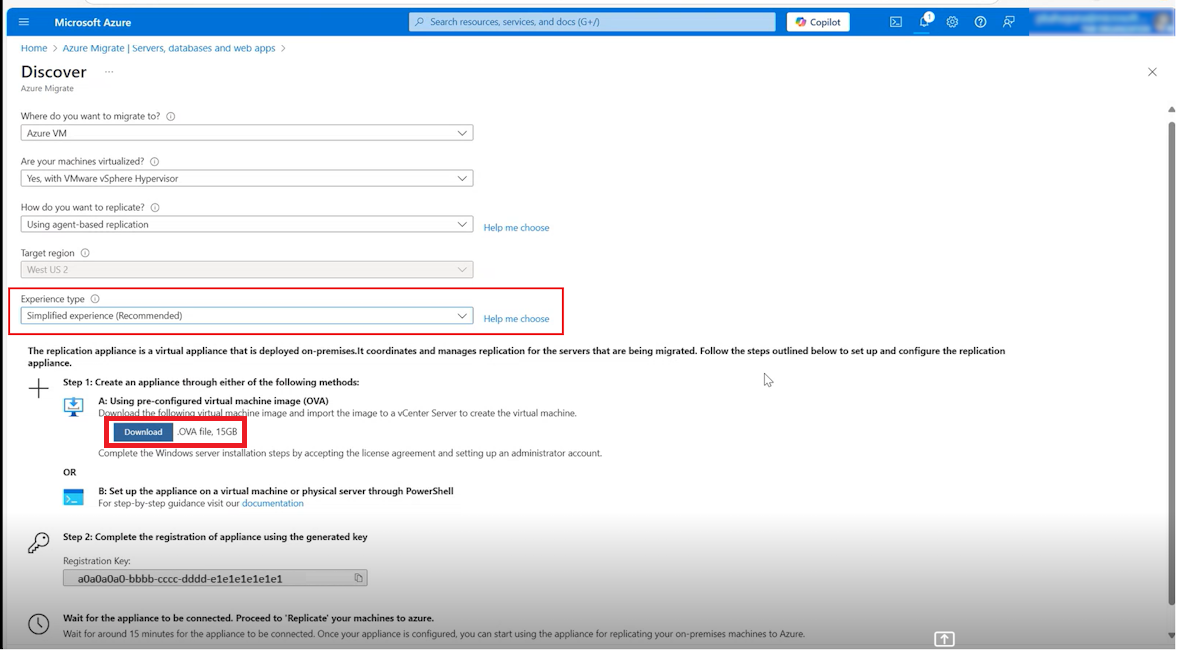 Microsoft Azure
Search resources, services, and docs (G+/)
Copilot
1
Home > Azure Migrate | Servers, databases and web apps >
Discover ...
Azure Migrate
Where do you want to migrate to?
Azure VM
Are your machines virtualized?
Yes, with VMware vSphere Hypervisor
How do you want to replicate?
Using agent-based replication
Help me choose
Target region
West US 2
Experience type
Simplified experience (Recommended)
Help me choose
The replication appliance is a virtual appliance that is deployed on-premises.It coordinates and manages replication for the servers that are being migrated. Follow the steps outlined below to set up and configure the replication
appliance.
Step 1: Create an appliance through either of the following methods:
A: Using pre-configured virtual machine image (OVA)
Download the following virtual machine image and import the image to a vCenter Server to create the virtual machine.
Download .OVA file, 15GB
Complete the Windows server installation steps by accepting the license agreement and setting up an administrator account.
OR
B: Set up the appliance on a virtual machine or physical server through PowerShell
For step-by-step guidance visit our documentation
Step 2: Complete the registration of appliance using the generated key
Registration Key:
a0a0a0a0-bbbb-cccc-dddd-e1e1e1e1e1e1
Wait for the appliance to be connected. Proceed to 'Replicate' your machines to azure.
Wait for around 15 minutes for the appliance to be connected. Once your appliance is configured, you can start using the appliance for replicating your on-premises machines to Azure.